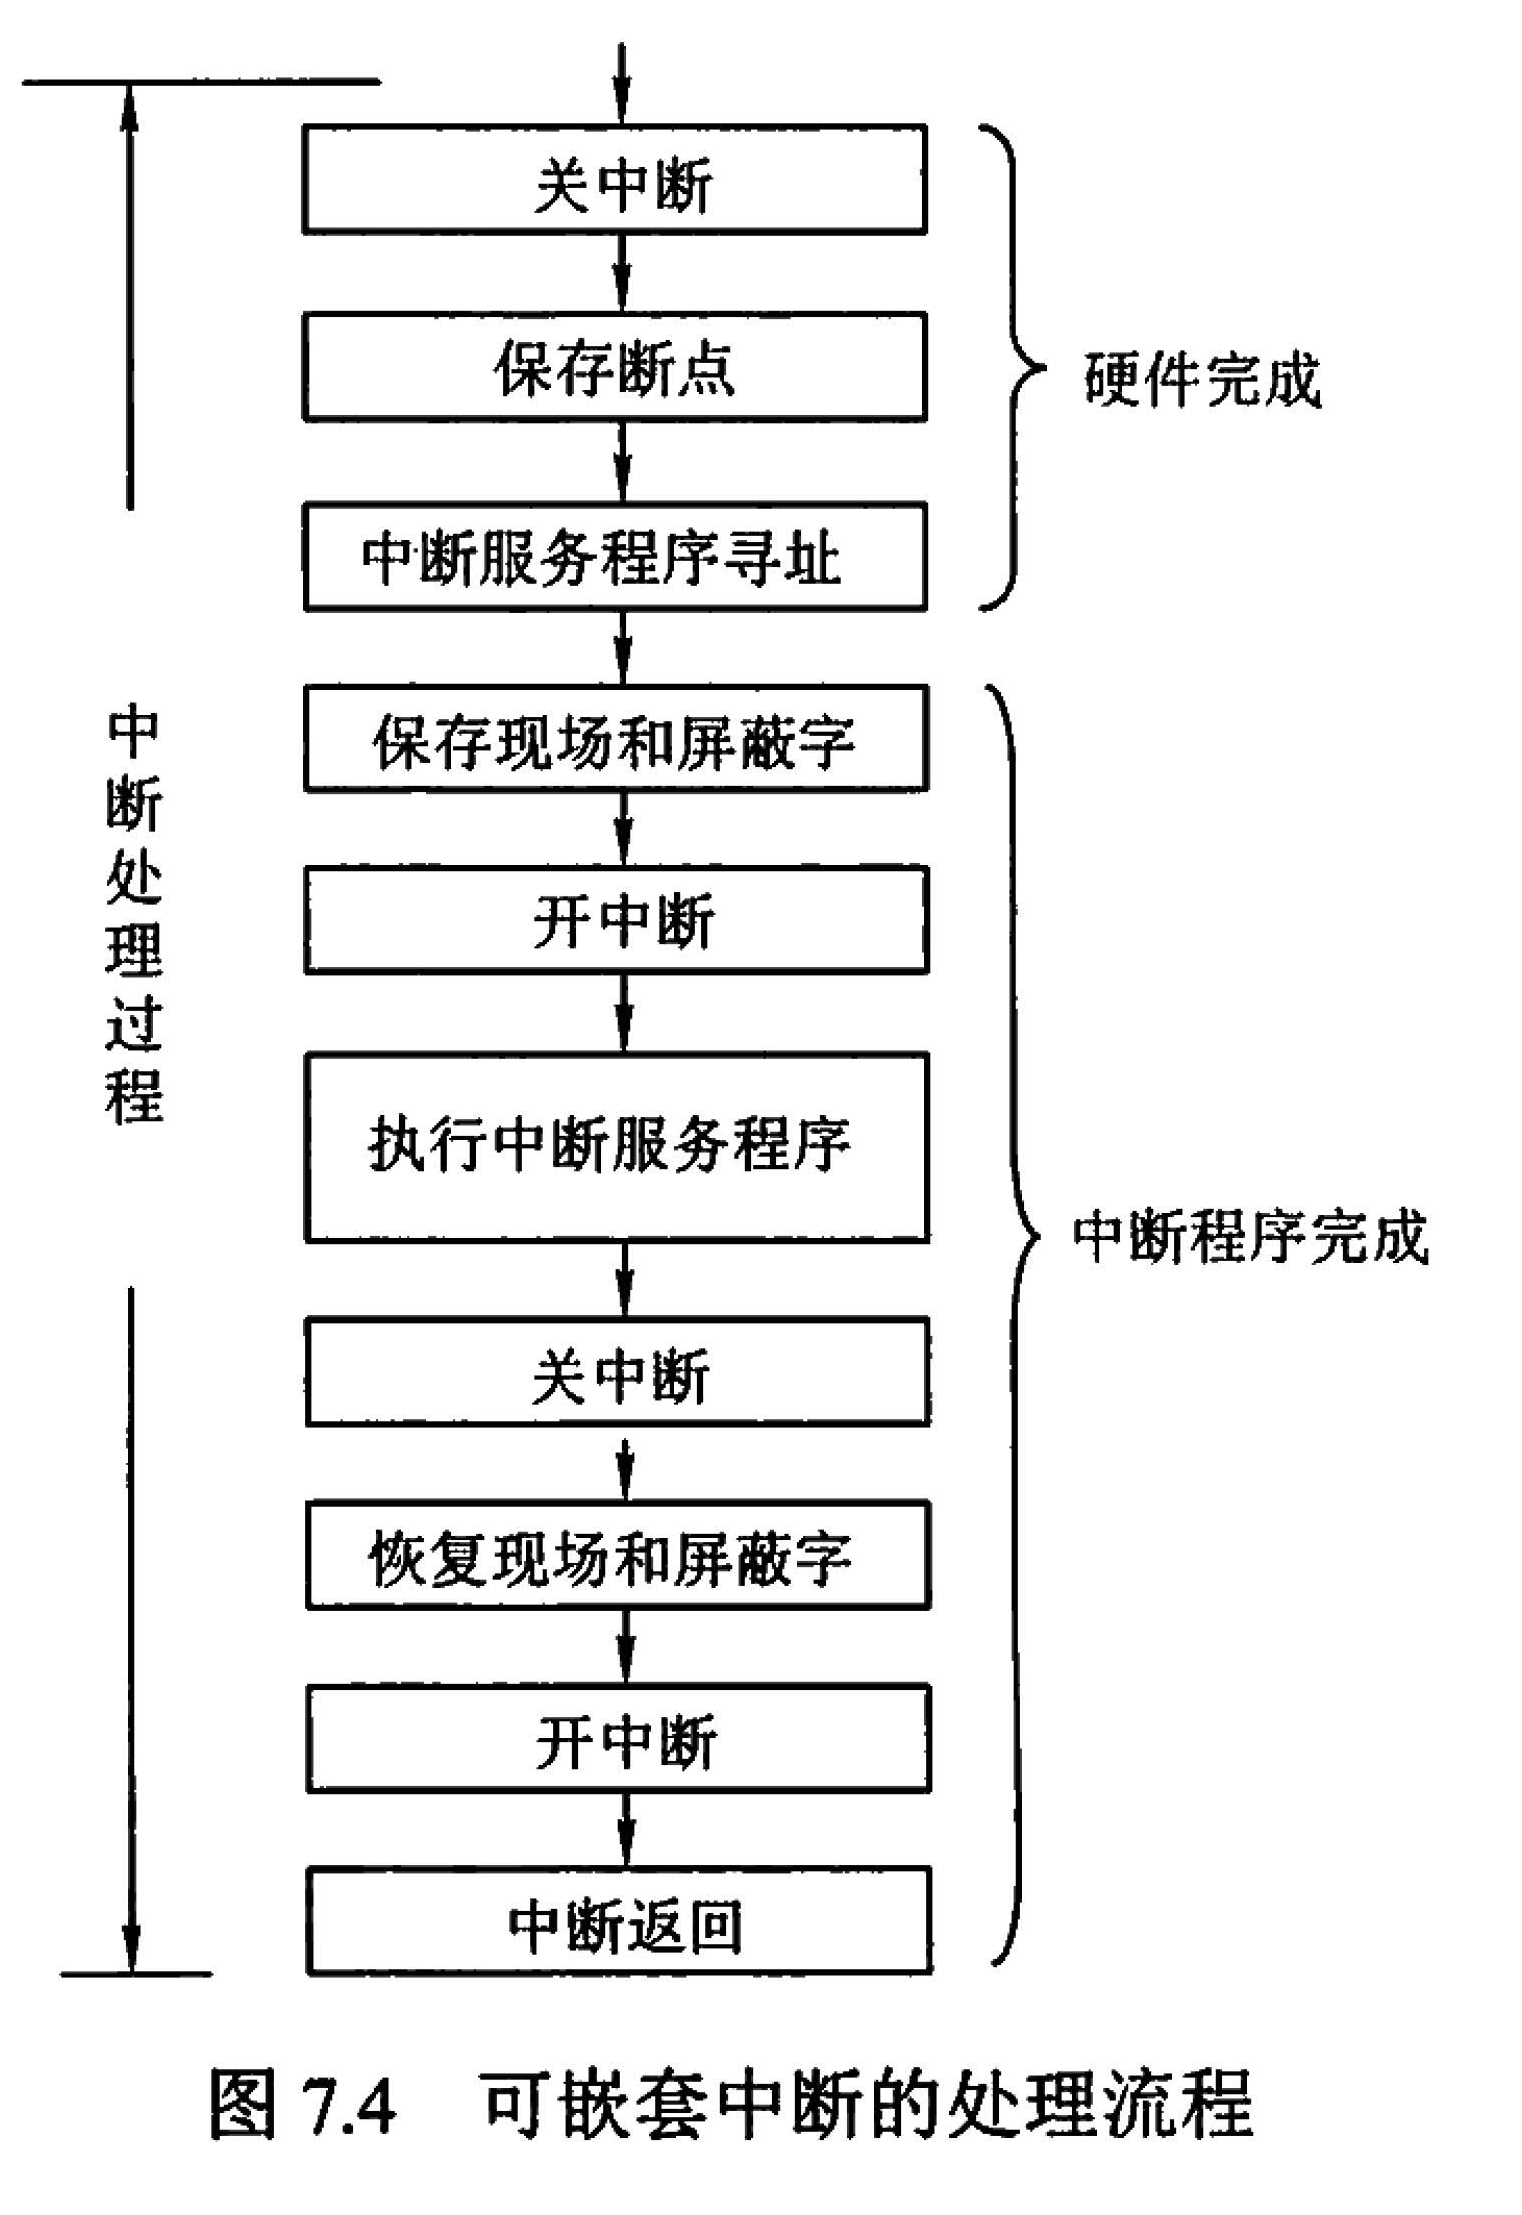 关中断
保存断点
硬件完成
中断服务程序寻址
保存现场和屏蔽字
开中断
中断处理过程
执行中断服务程序
中断程序完成
关中断
恢复现场和屏蔽字
开中断
中断返回
图 7.4 可嵌套中断的处理流程